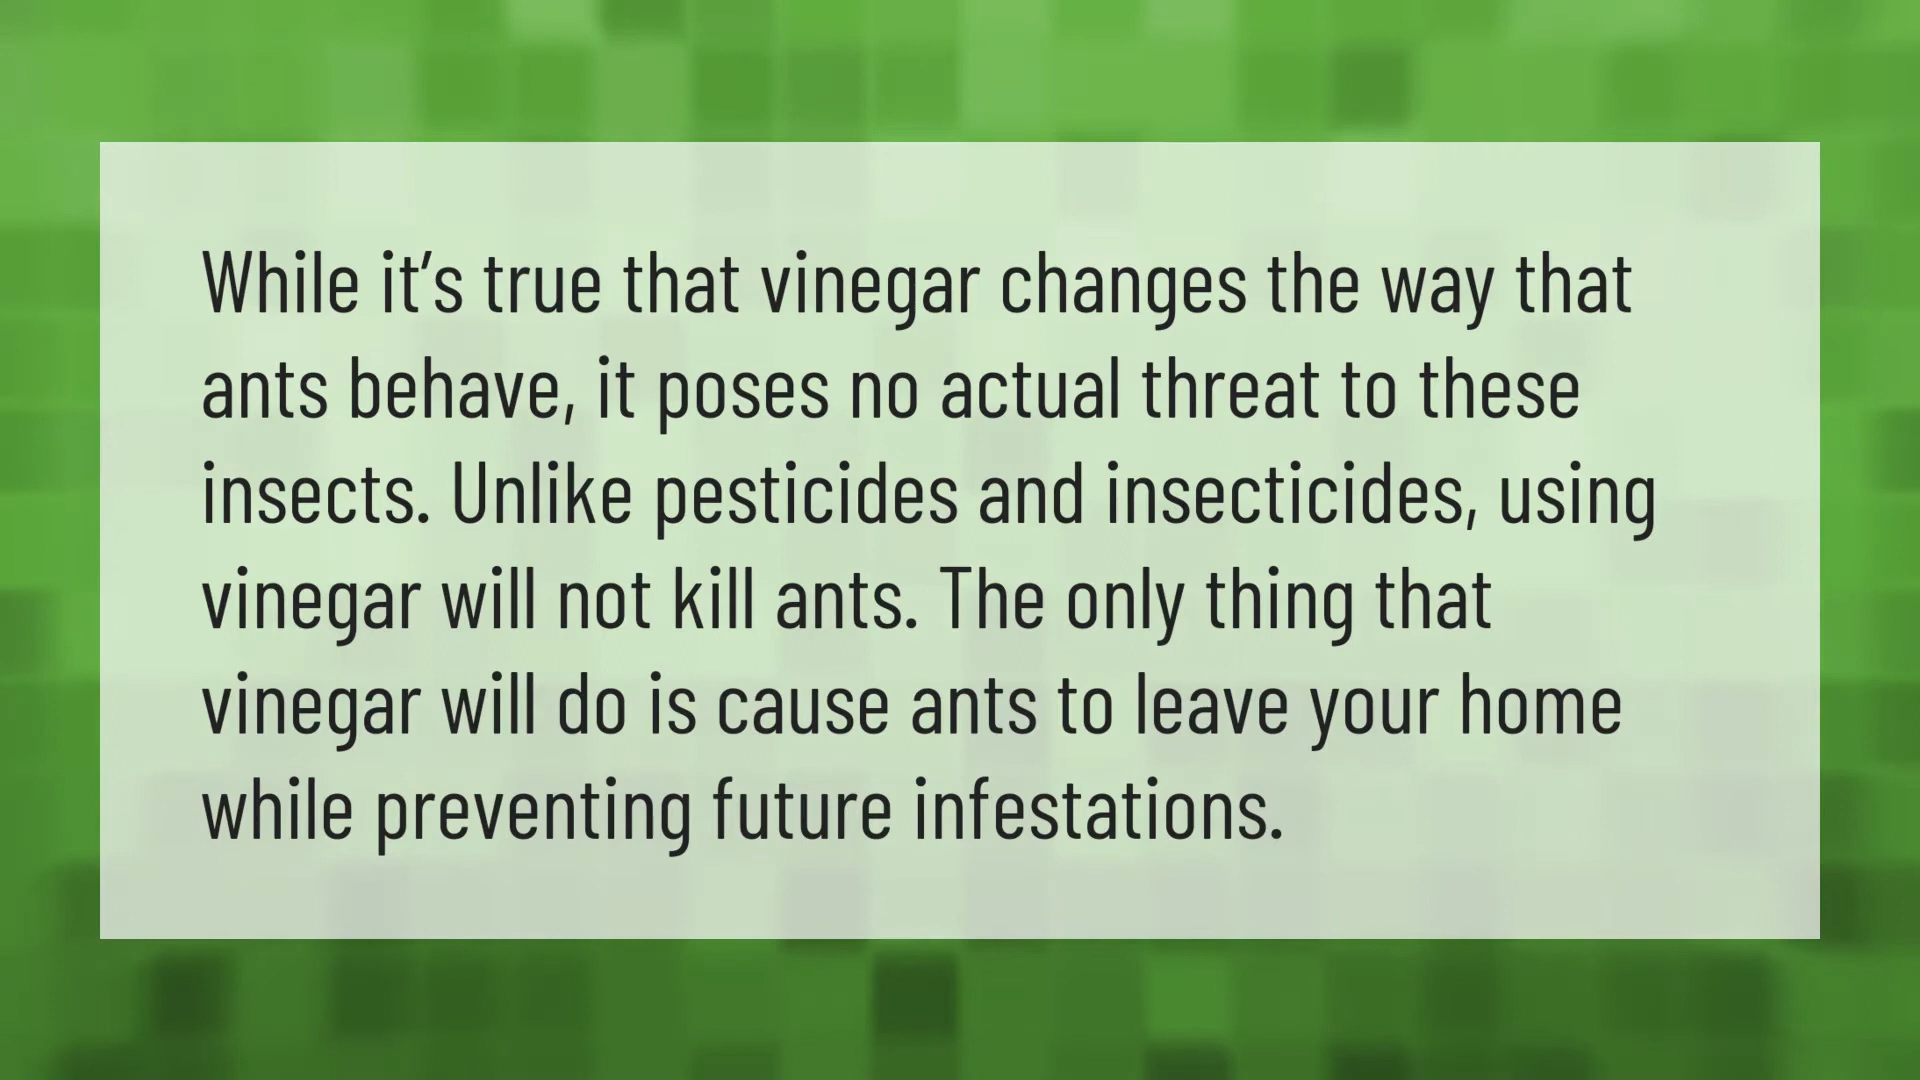 While it’s true that vinegar changes the way that
ants behave, it poses no actual threat to these
insects. Unlike pesticides and insecticides, using
vinegar will not kill ants. The only thing that
vinegar will do is cause ants to leave your home
while preventing future infestations.